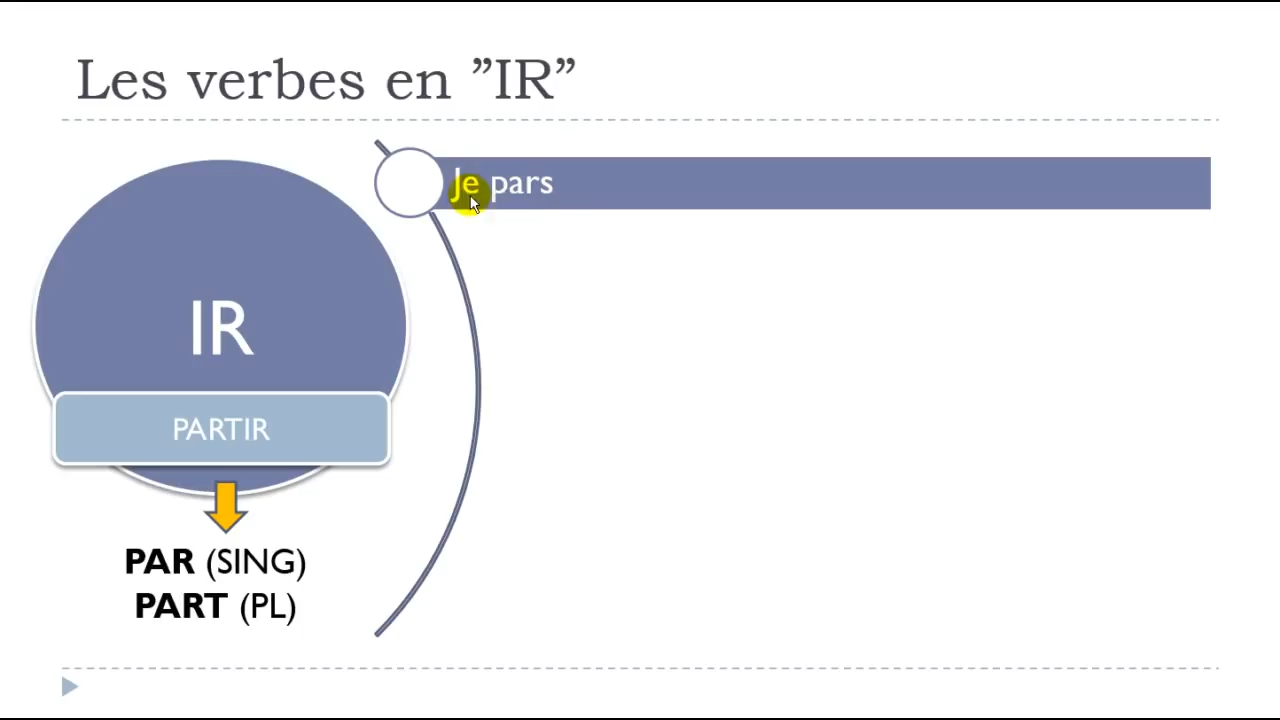 Les verbes en ”IR”
Je pars
IR
PARTIR
PAR (SING)
PART (PL)